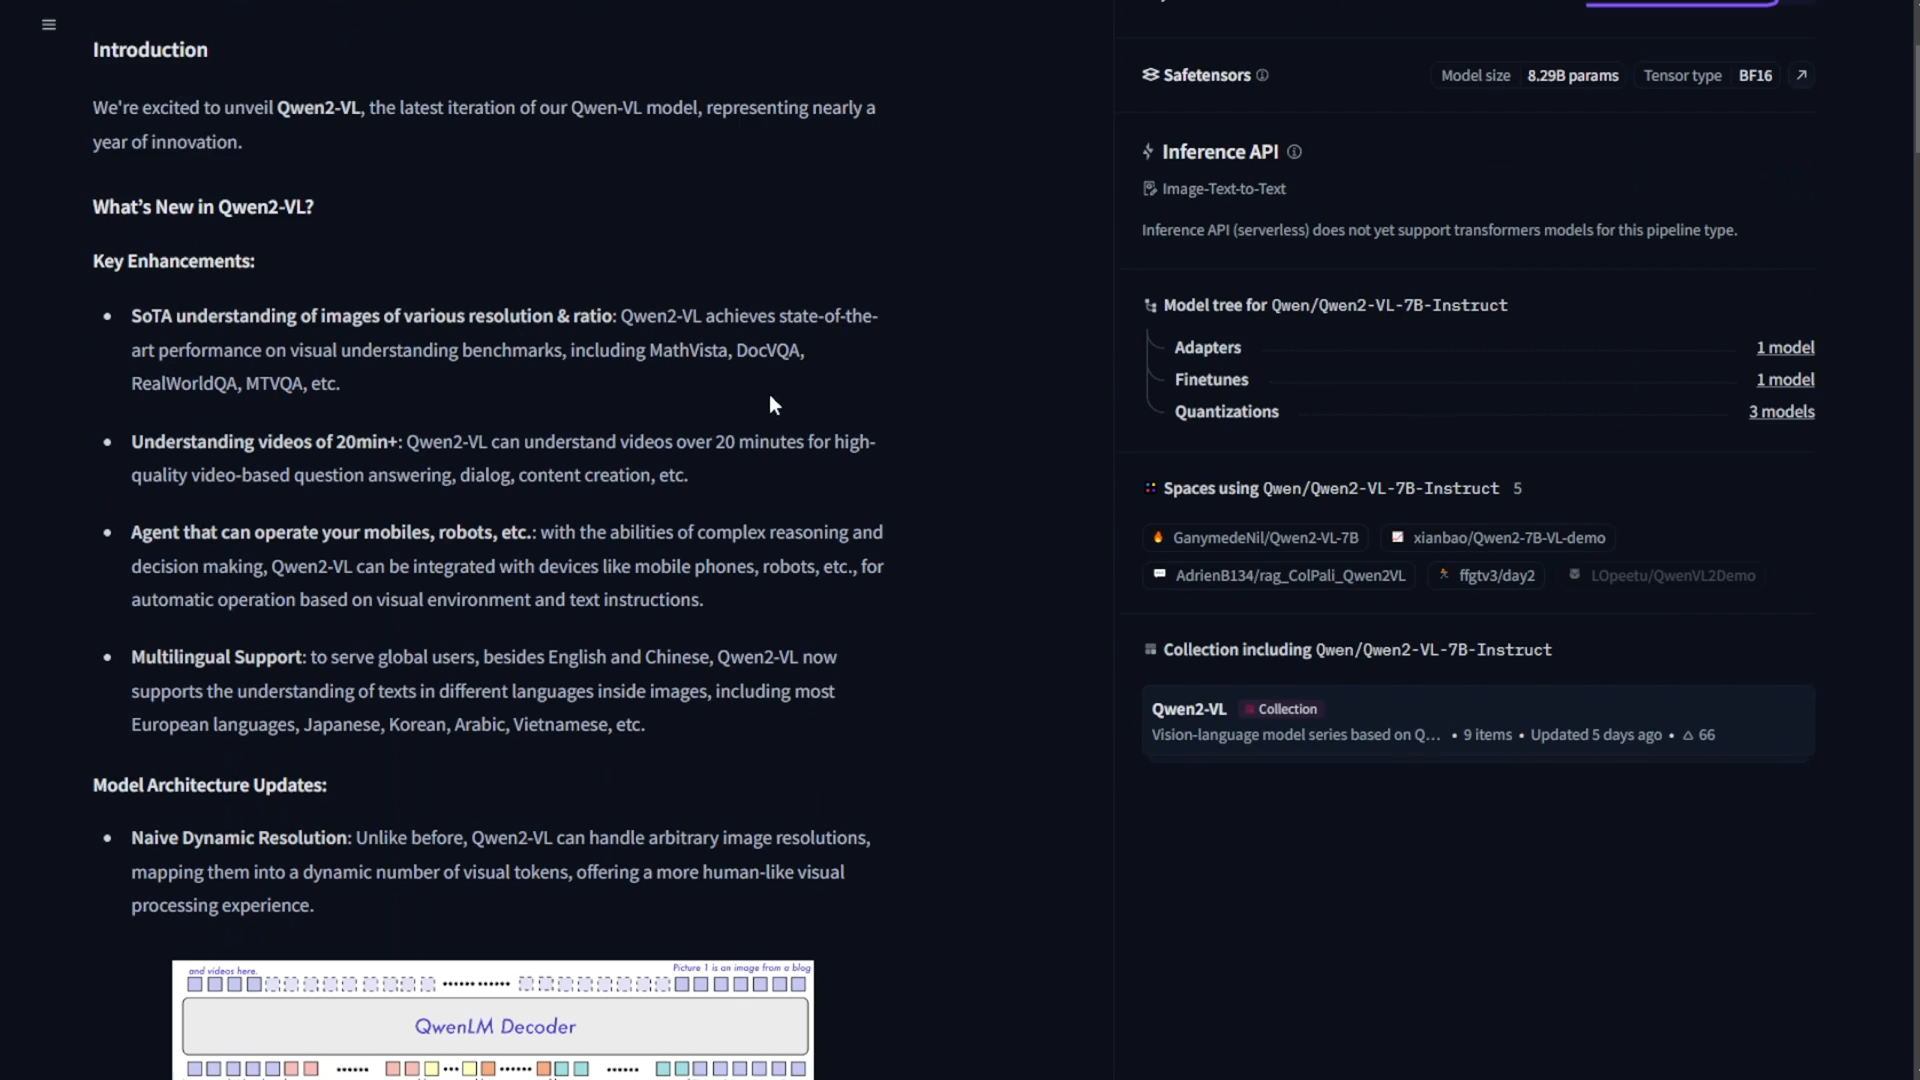 Introduction
We're excited to unveil Qwen2-VL, the latest iteration of our Qwen-VL model, representing nearly a
year of innovation.
What's New in Qwen2-VL?
Key Enhancements:
SoTA understanding of images of various resolution & ratio: Qwen2-VL achieves state-of-the-
art performance on visual understanding benchmarks, including MathVista, DocVQA,
RealWorldQA, MTVQA, etc.
Understanding videos of 20min+: Qwen2-VL can understand videos over 20 minutes for high-
quality video-based question answering, dialog, content creation, etc.
Agent that can operate your mobiles, robots, etc.: with the abilities of complex reasoning and
decision making, Qwen2-VL can be integrated with devices like mobile phones, robots, etc., for
automatic operation based on visual environment and text instructions.
Multilingual Support: to serve global users, besides English and Chinese, Qwen2-VL now
supports the understanding of texts in different languages inside images, including most
European languages, Japanese, Korean, Arabic, Vietnamese, etc.
Model Architecture Updates:
Naive Dynamic Resolution: Unlike before, Qwen2-VL can handle arbitrary image resolutions,
mapping them into a dynamic number of visual tokens, offering a more human-like visual
processing experience.
and videos here.
Picture 1 is an image from a blog
QwenLM Decoder
Safetensors
Model size 8.29B params
Tensor type BF16
Inference API
Image-Text-to-Text
Inference API (serverless) does not yet support transformers models for this pipeline type.
Model tree for Qwen/Qwen2-VL-7B-Instruct
Adapters 1 model
Finetunes 1 model
Quantizations 3 models
Spaces using Qwen/Qwen2-VL-7B-Instruct 5
GanymedeNil/Qwen2-VL-7B xianbao/Qwen2-7B-VL-demo
AdrienB134/rag_ColPali_Qwen2VL ffgtv3/day2 LOpeetu/QwenVL2Demo
Collection including Qwen/Qwen2-VL-7B-Instruct
Qwen2-VL Collection
Vision-language model series based on Q... • 9 items • Updated 5 days ago • 66